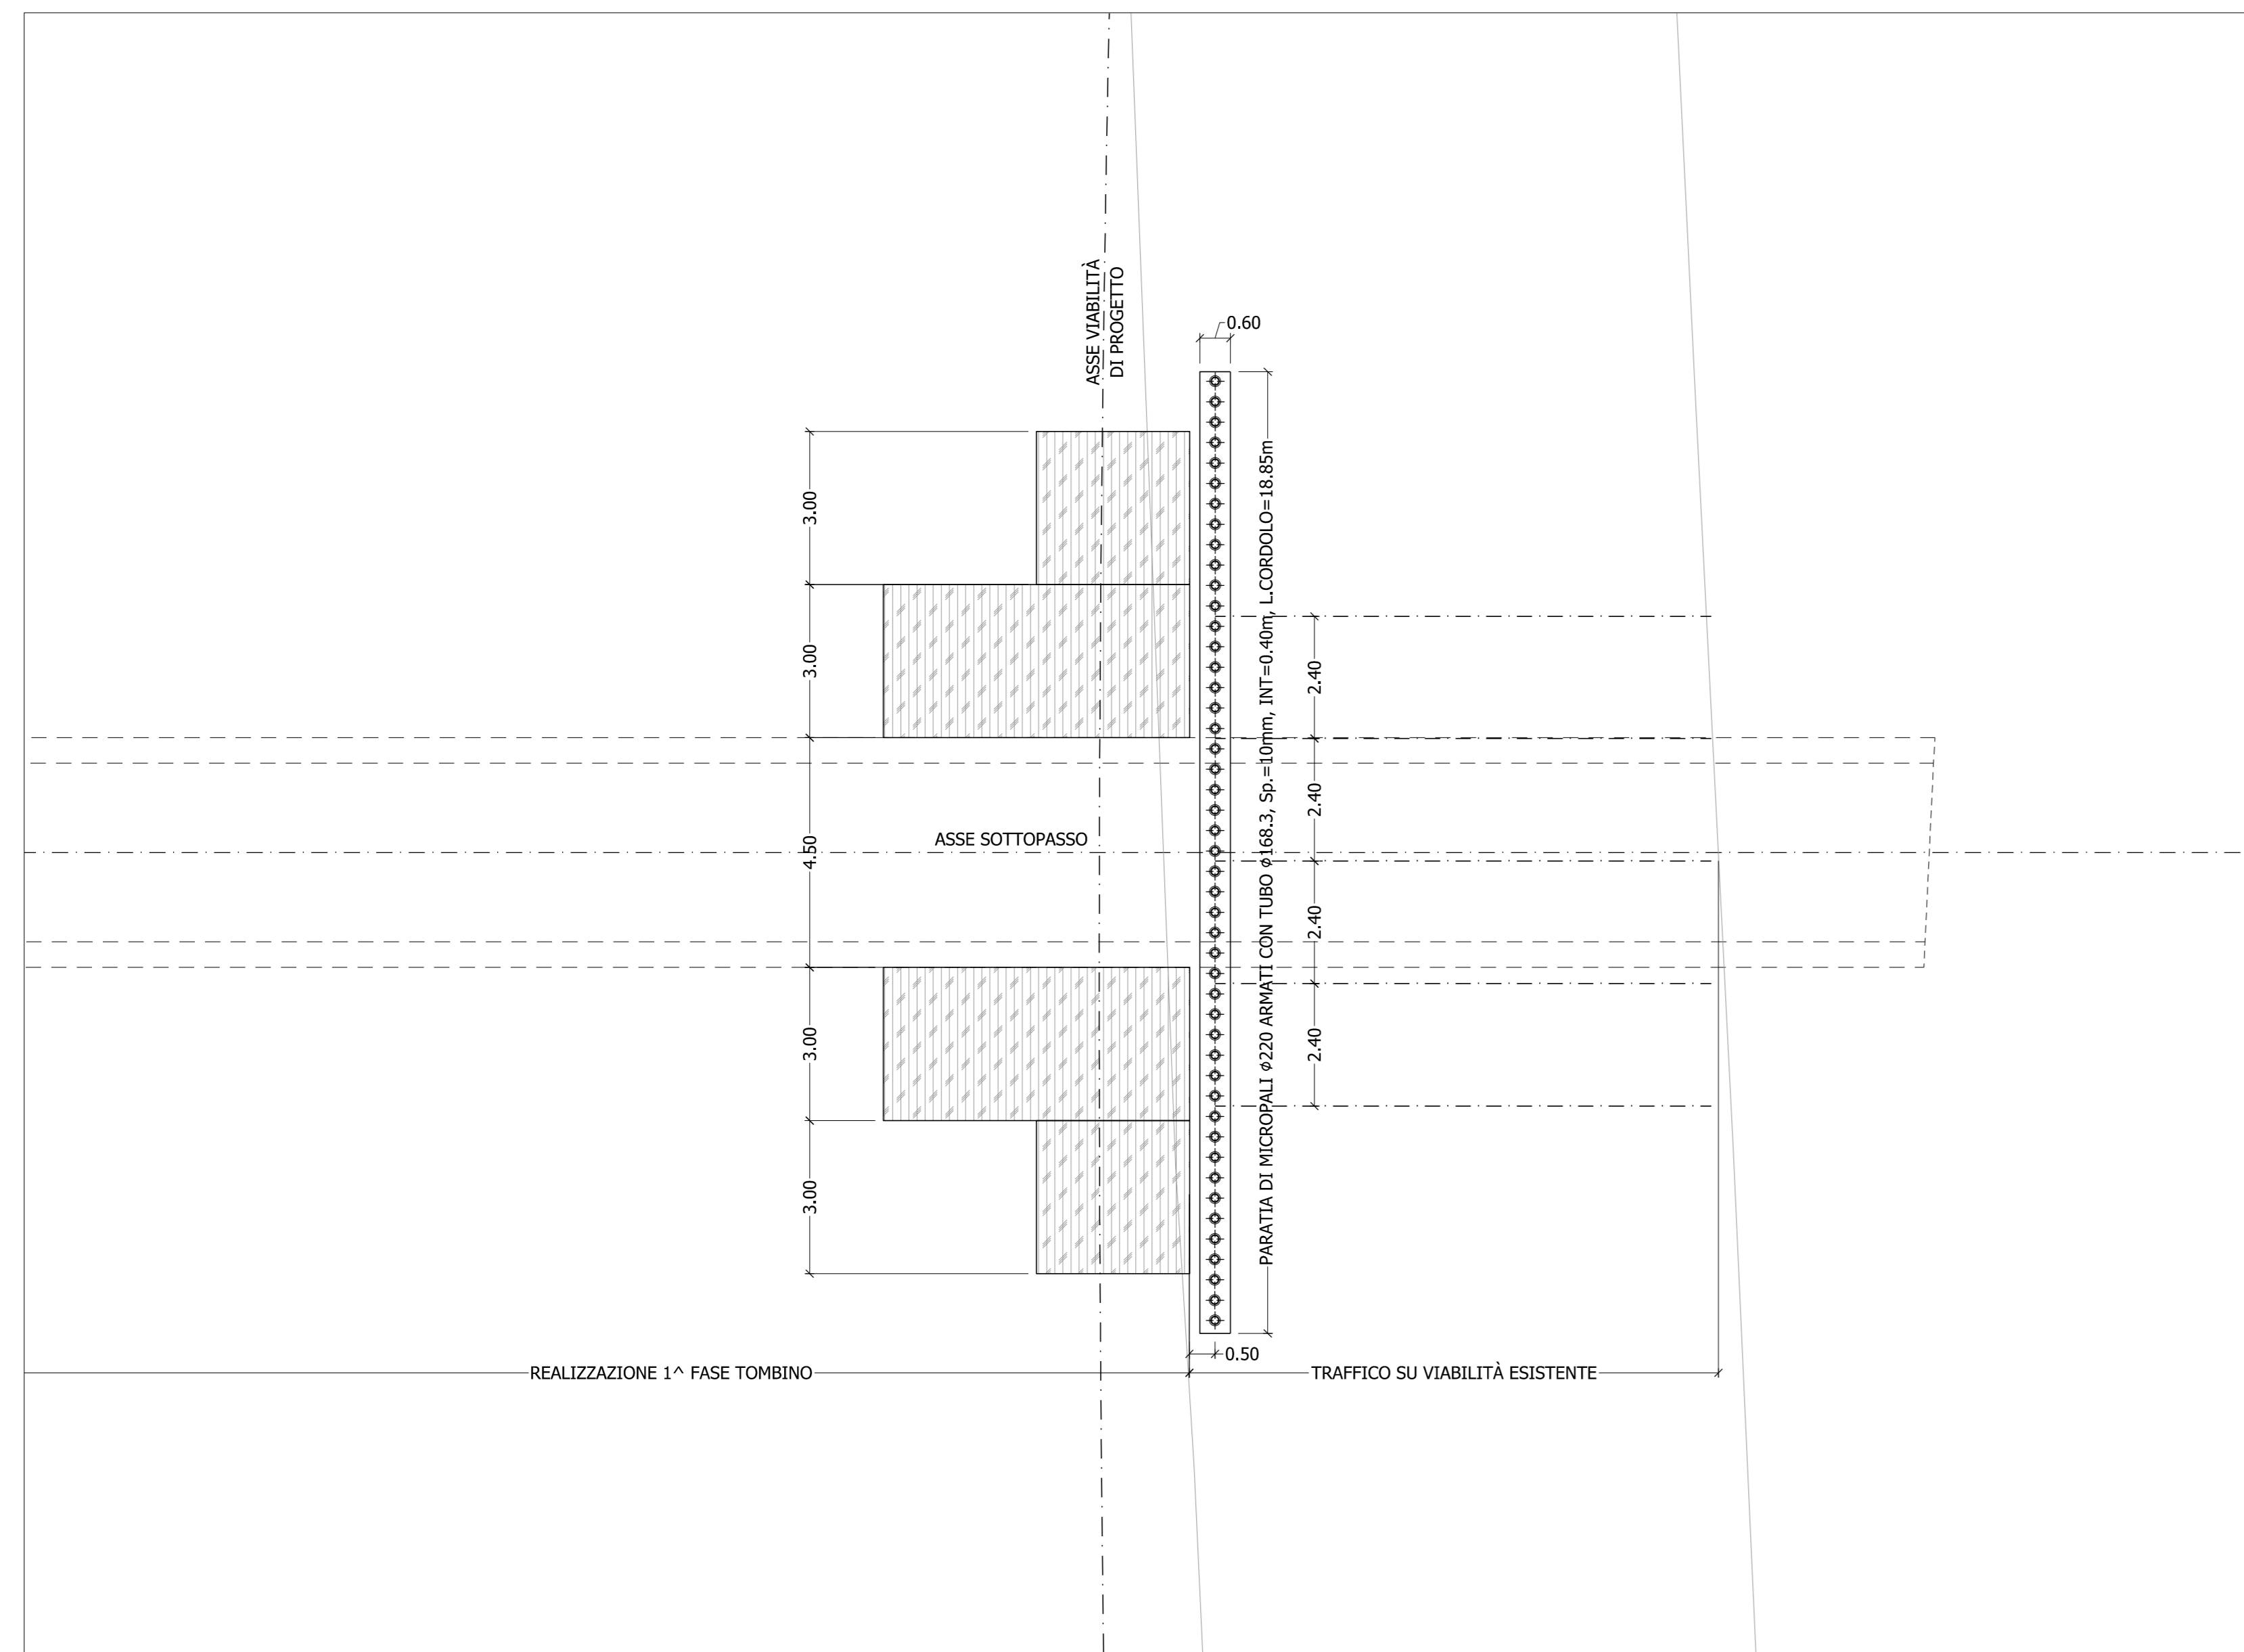 ASSE VIABILITÀ
DI PROGETTO
0.60
3.00
3.00
4.50
3.00
3.00
ASSE SOTTOPASSO
PARATIA DI MICROPALI ϕ220 ARMATI CON TUBO ϕ168.3, Sp.=10mm, INT=0.40m, L.CORDOLO=18.85m
2.40
2.40
2.40
2.40
0.50
REALIZZAZIONE 1^ FASE TOMBINO
TRAFFICO SU VIABILITÀ ESISTENTE